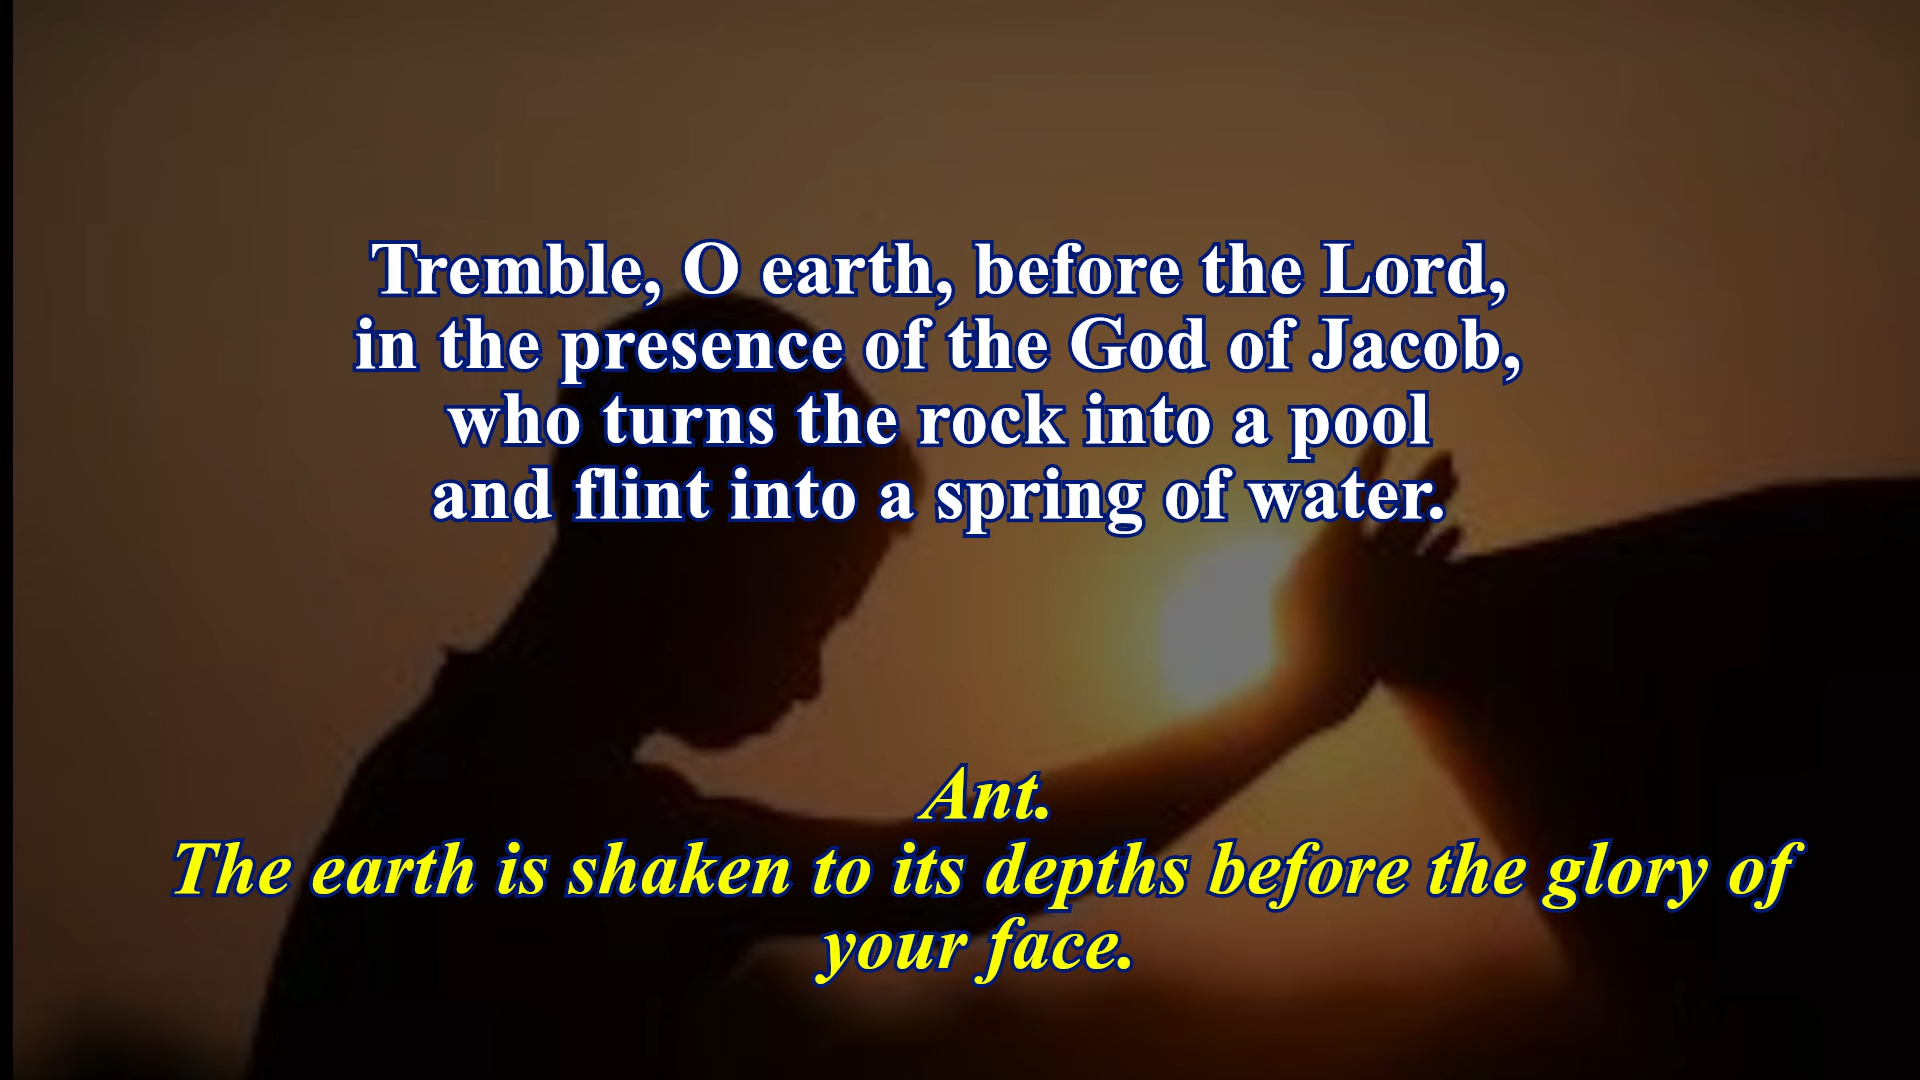 Tremble, O earth, before the Lord,
in the presence of the God of Jacob,
who turns the rock into a pool
and flint into a spring of water.
Ant.
The earth is shaken to its depths before the glory of
your face.